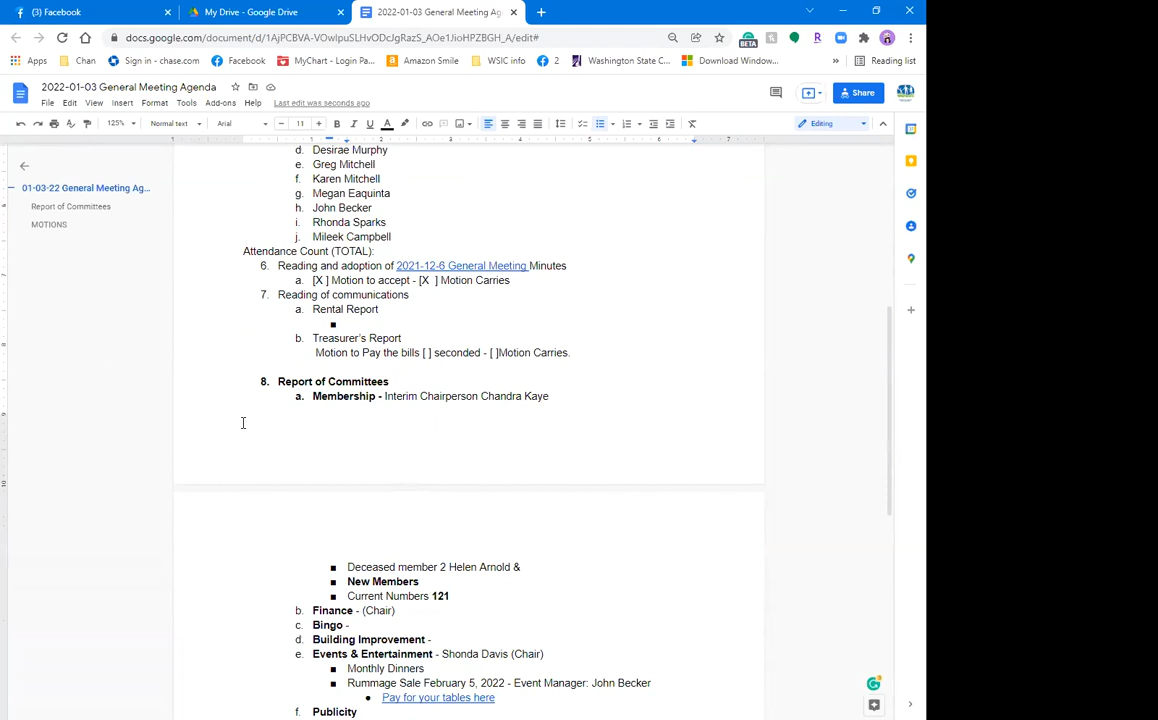 (3) Facebook
My Drive - Google Drive
2022-01-03 General Meeting Ag
docs.google.com/document/d/1AjPCBVA-VOwIpuSLHvODcJgRazS_AOe1JioHPZBGH_A/edit#
BETA
Apps
Chan
Sign in - chase.com
Facebook
MyChart - Login Pa...
Amazon Smile
WSIC info
2
Washington State C...
Download Window...
»
Reading list
2022-01-03 General Meeting Agenda
File Edit View Insert Format Tools Add-ons Help Last edit was seconds ago
Share
125% Normal text Arial − 11 + B I U A
Editing
01-03-22 General Meeting Ag...
Report of Committees
MOTIONS
d. Desirae Murphy
e. Greg Mitchell
f. Karen Mitchell
g. Megan Eaquinta
h. John Becker
i. Rhonda Sparks
j. Mileek Campbell
Attendance Count (TOTAL):
6. Reading and adoption of 2021-12-6 General Meeting Minutes
a. [X ] Motion to accept - [X ] Motion Carries
7. Reading of communications
a. Rental Report
■
b. Treasurer's Report
Motion to Pay the bills [ ] seconded - [ ]Motion Carries.
8. Report of Committees
a. Membership - Interim Chairperson Chandra Kaye
■ Deceased member 2 Helen Arnold &
■ New Members
■ Current Numbers 121
b. Finance - (Chair)
c. Bingo -
d. Building Improvement -
e. Events & Entertainment - Shonda Davis (Chair)
■ Monthly Dinners
■ Rummage Sale February 5, 2022 - Event Manager: John Becker
● Pay for your tables here
f. Publicity